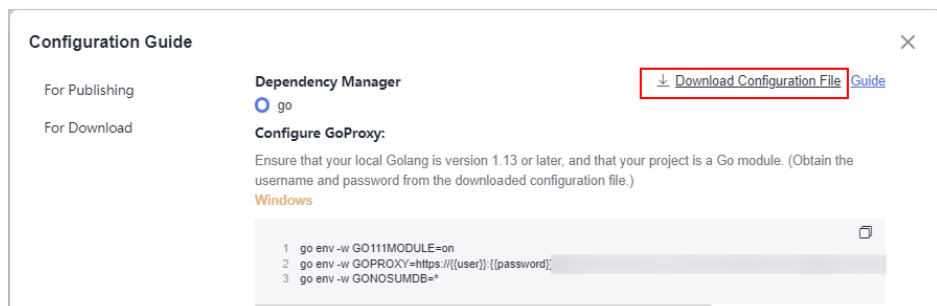 Configuration Guide
For Publishing
For Download
Dependency Manager
Download Configuration File Guide
go
Configure GoProxy:
Ensure that your local Golang is version 1.13 or later, and that your project is a Go module. (Obtain the
username and password from the downloaded configuration file.)
Windows
1 go env -w GO111MODULE=on
2 go env -w GOPROXY=https://{{user}}:{{password}}
3 go env -w GONOSUMDB=*